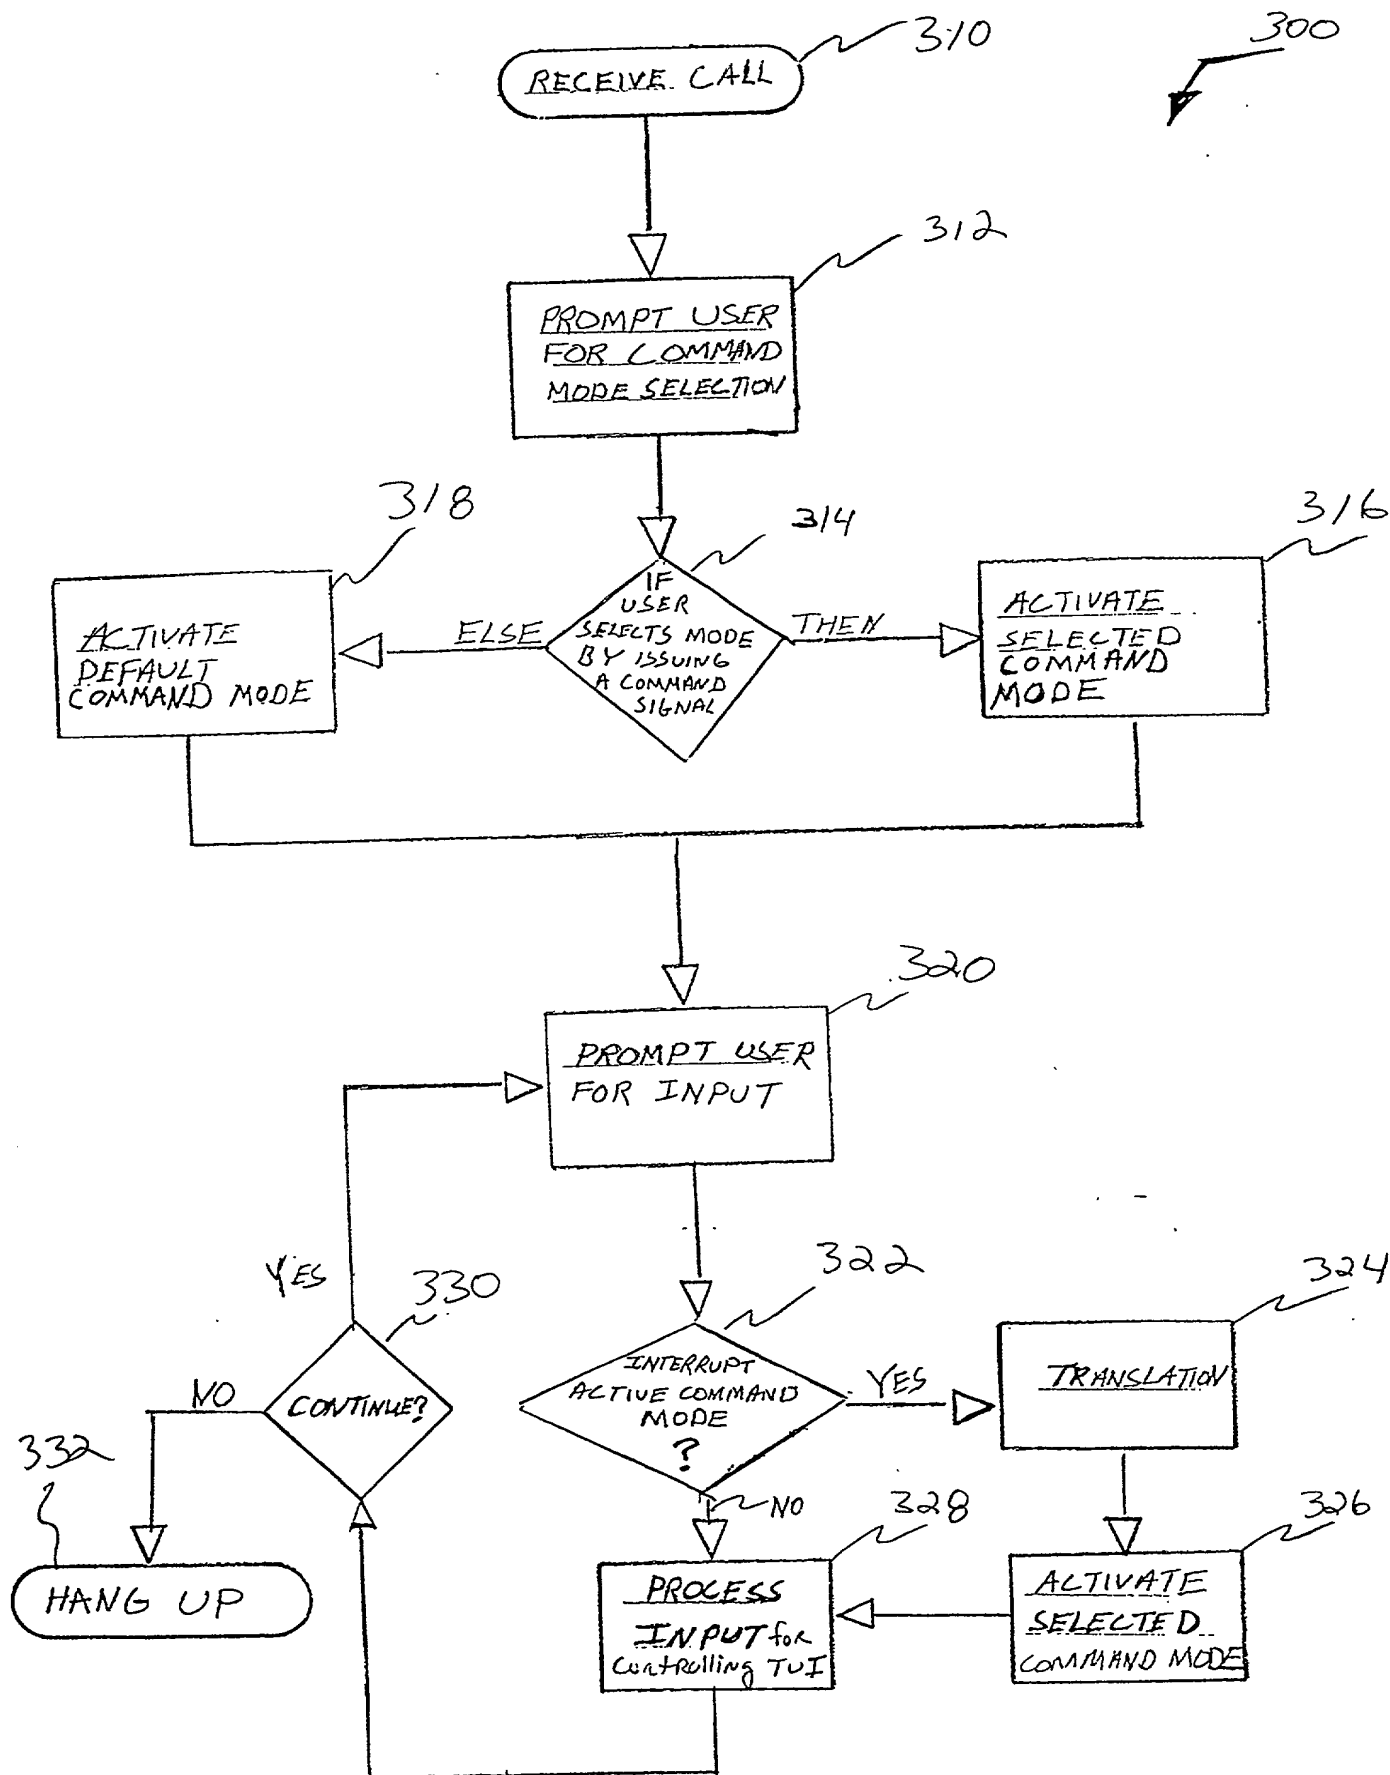 310
300
RECEIVE CALL
312
PROMPT USER
FOR COMMAND
MODE SELECTION
318
314
316
IF
USER
SELECTS MODE
BY ISSUING
A COMMAND
SIGNAL
ELSE
THEN
ACTIVATE
DEFAULT
COMMAND MODE
ACTIVATE
SELECTED
COMMAND
MODE
320
PROMPT USER
FOR INPUT
322
324
YES
330
INTERRUPT
ACTIVE COMMAND
MODE
?
YES
TRANSLATION
NO
CONTINUE?
332
NO
328
326
HANG UP
PROCESS
INPUT for
Controlling TUI
ACTIVATE
SELECTED
COMMAND MODE